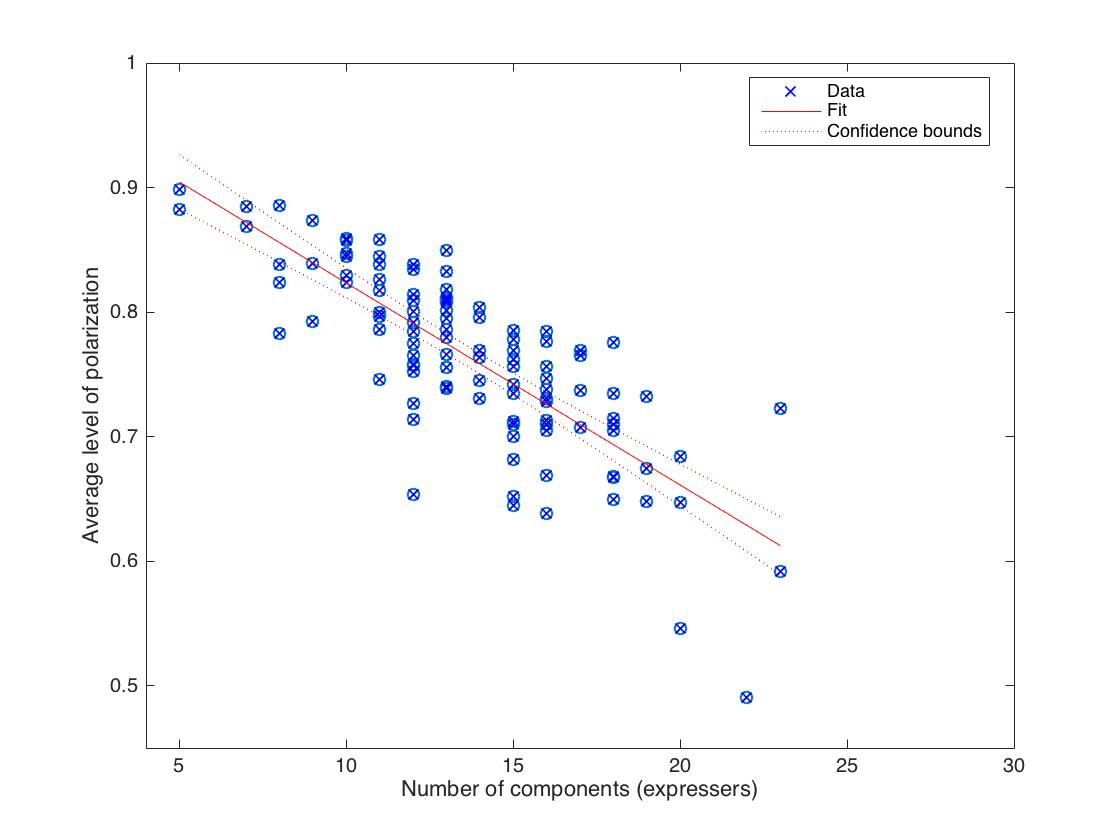 1
0.9
0.8
0.7
0.6
0.5
Average level of polarization
5
10
15
20
25
30
Number of components (expressers)
Data
Fit
Confidence bounds